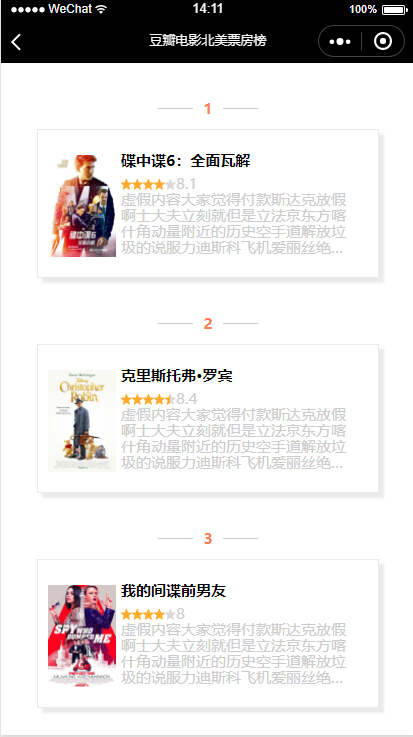 WeChat 14:11 100%
豆瓣电影北美票房榜
1
碟中谍6：全面瓦解
8.1
虚假内容大家觉得付款斯达克放假
啊士大夫立刻就但是立法京东方喀
什角动量附近的历史空手道解放垃
圾的说服力迪斯科飞机爱丽丝绝...
碟中谍6
2
克里斯托弗•罗宾
8.4
虚假内容大家觉得付款斯达克放假
啊士大夫立刻就但是立法京东方喀
什角动量附近的历史空手道解放垃
圾的说服力迪斯科飞机爱丽丝绝...
Christopher
Robin
3
我的间谍前男友
8
虚假内容大家觉得付款斯达克放假
啊士大夫立刻就但是立法京东方喀
什角动量附近的历史空手道解放垃
圾的说服力迪斯科飞机爱丽丝绝...
SPY
WHO
DUMPED
ME